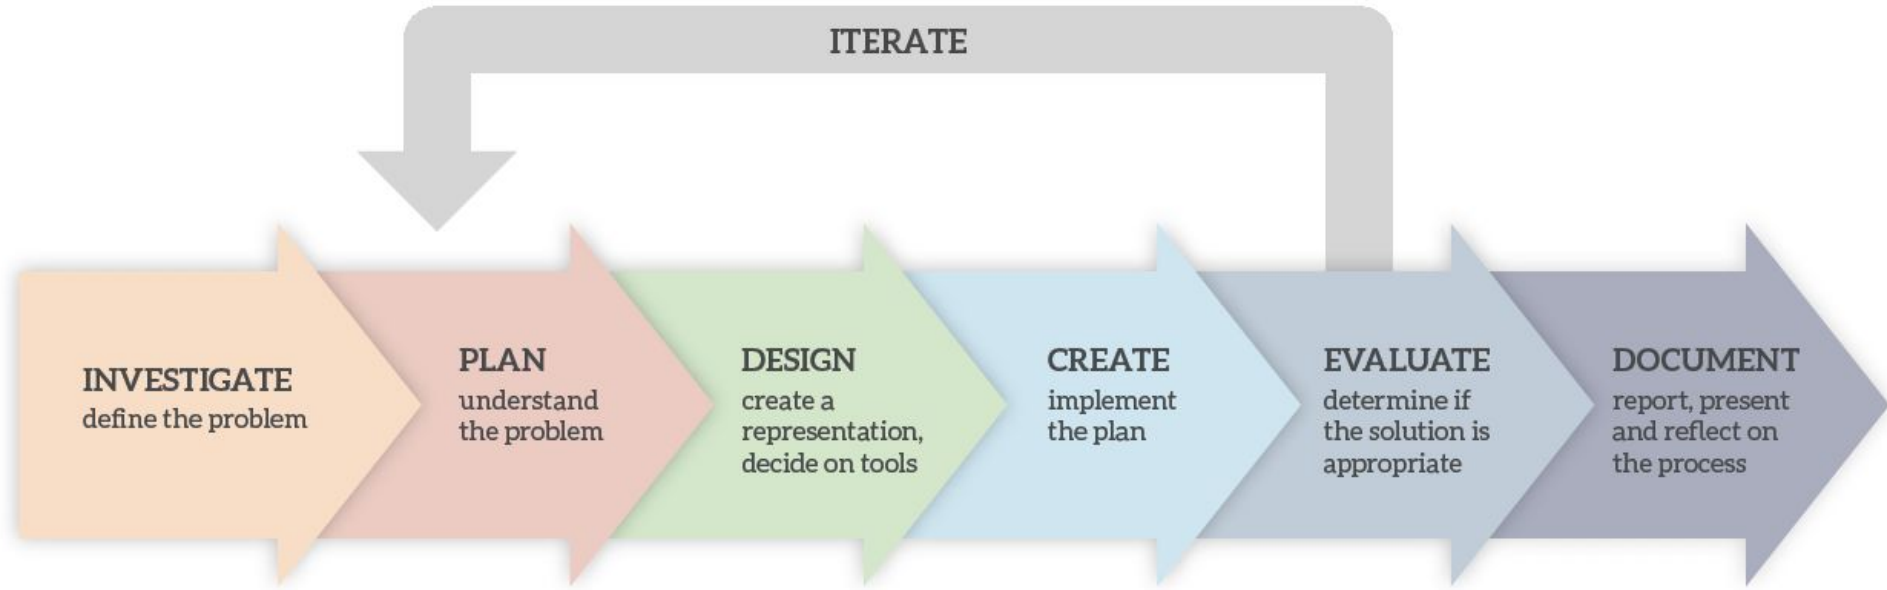 ITERATE
INVESTIGATE
define the problem
PLAN
understand
the problem
DESIGN
create a
representation,
decide on tools
CREATE
implement
the plan
EVALUATE
determine if
the solution is
appropriate
DOCUMENT
report, present
and reflect on
the process